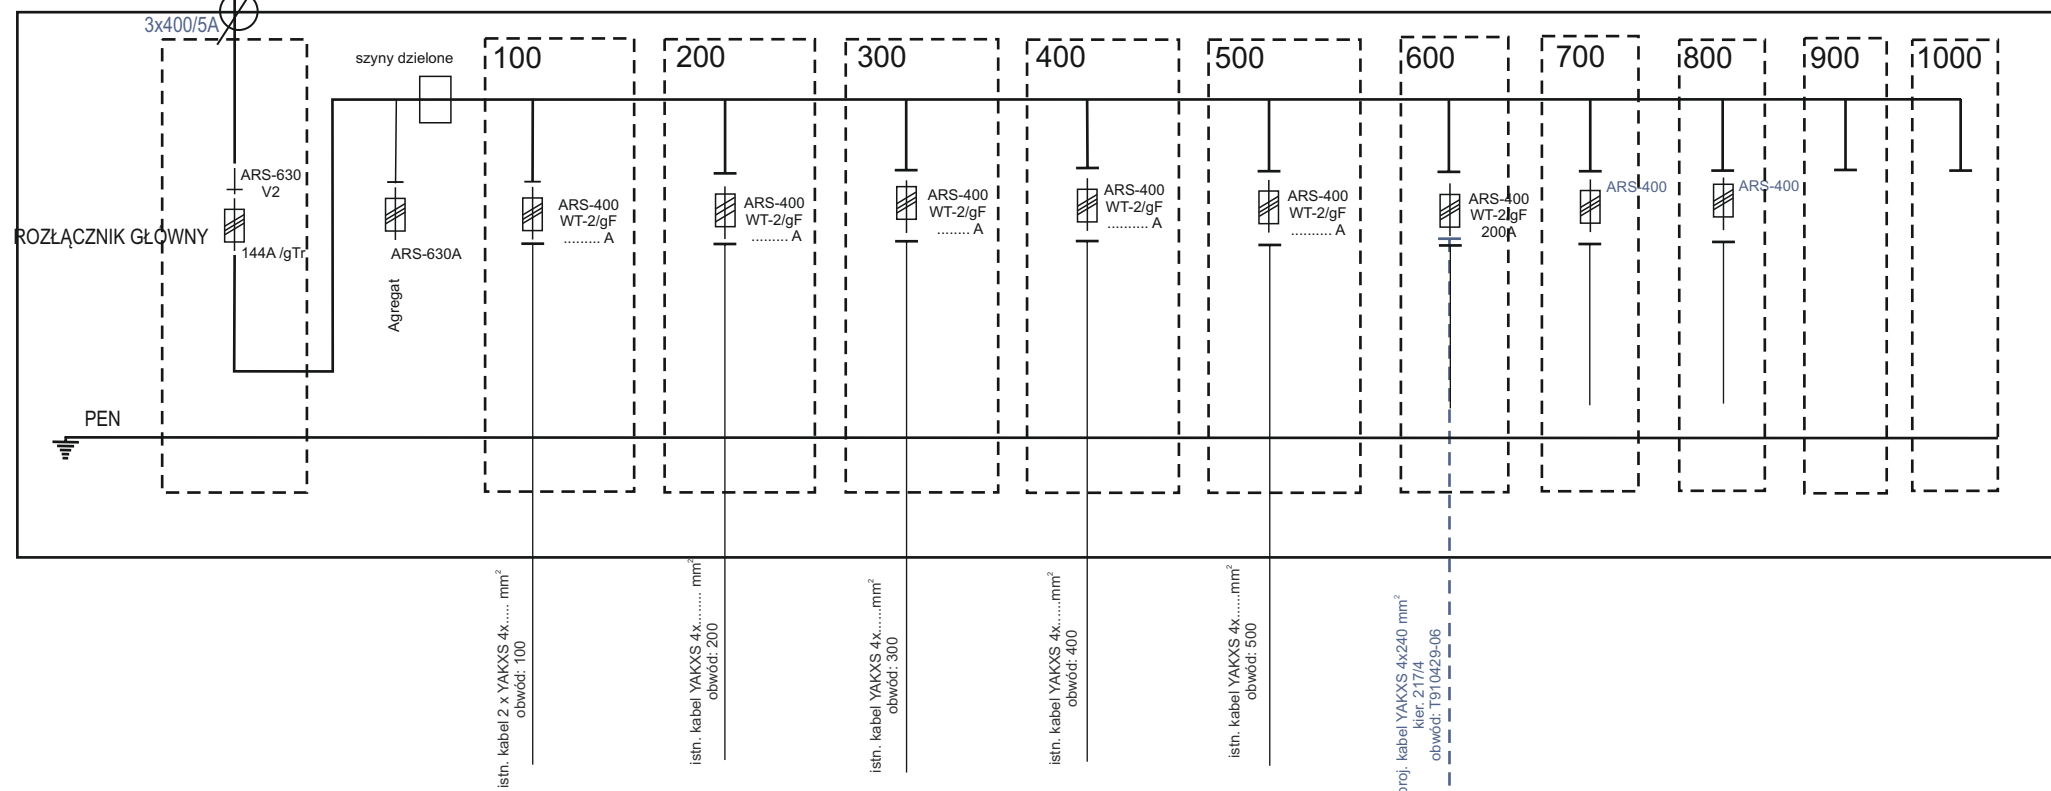 3x400/5A
szyny dzielone
100
200
300
400
500
600
700
800
900
1000
ARS-630
V2
ROZŁĄCZNIK GŁÓWNY
144A /gTr
ARS-630A
Agregat
ARS-400
WT-2/gF
......... A
ARS-400
WT-2/gF
......... A
ARS-400
WT-2/gF
........ A
ARS-400
WT-2/gF
.......... A
ARS-400
WT-2/gF
.......... A
ARS-400
WT-2/gF
200A
ARS-400
ARS-400
PEN
istn. kabel 2 x YAKXS 4x..... mm²
obwód: 100
istn. kabel YAKXS 4x......... mm²
obwód: 200
istn. kabel YAKXS 4x......mm²
obwód: 300
istn. kabel YAKXS 4x......mm²
obwód: 400
istn. kabel YAKXS 4x......mm²
obwód: 500
proj. kabel YAKXS 4x240 mm²
kier. 217/4
obwód: T910429-06